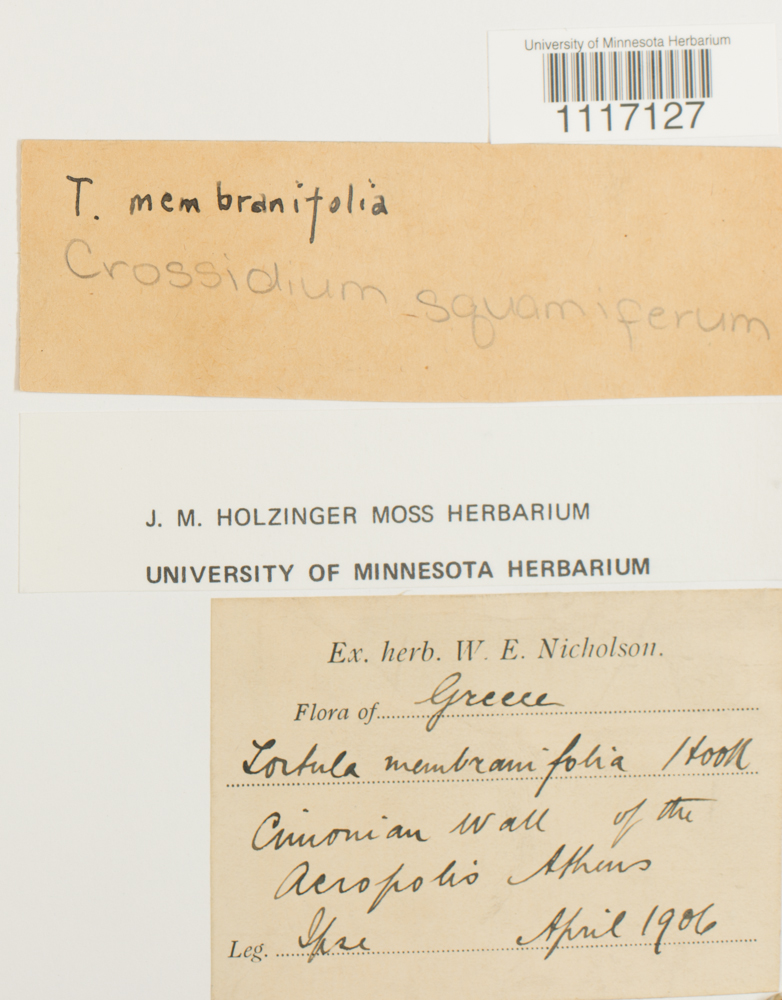 University of Minnesota Herbarium
1117127
T. membranifolia
Crossidium squamiferum
J. M. HOLZINGER MOSS HERBARIUM
UNIVERSITY OF MINNESOTA HERBARIUM
Ex. herb. W. E. Nicholson.
Flora of Greece
Tortula membranifolia Hook
Cimonian Wall of the
Acropolis Athens
Leg. Ipse April 1906